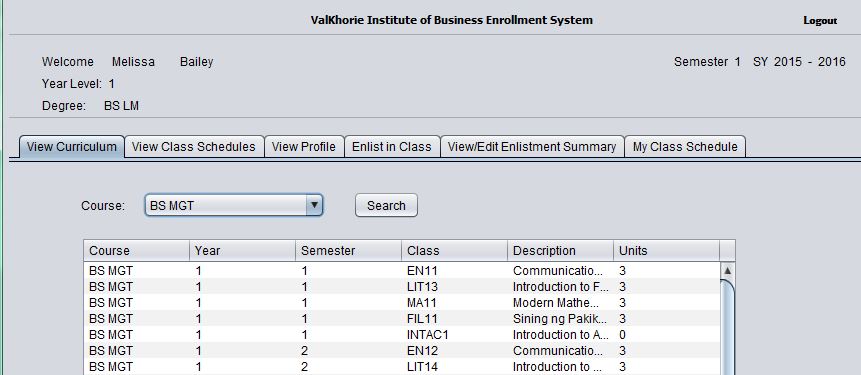 ValKhorie Institute of Business Enrollment System Logout
Welcome Melissa Bailey Semester 1 SY 2015 - 2016
Year Level: 1
Degree: BS LM
View Curriculum View Class Schedules View Profile Enlist in Class View/Edit Enlistment Summary My Class Schedule
Course: BS MGT Search
Course Year Semester Class Description Units
BS MGT 1 1 EN11 Communicatio... 3
BS MGT 1 1 LIT13 Introduction to F... 3
BS MGT 1 1 MA11 Modern Mathe... 3
BS MGT 1 1 FIL11 Sining ng Pakik... 3
BS MGT 1 1 INTAC1 Introduction to A... 0
BS MGT 1 2 EN12 Communicatio... 3
BS MGT 1 2 LIT14 Introduction to ... 3